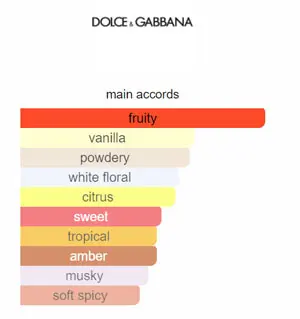 DOLCE & GABBANA
main accords
fruity
vanilla
powdery
white floral
citrus
sweet
tropical
amber
musky
soft spicy